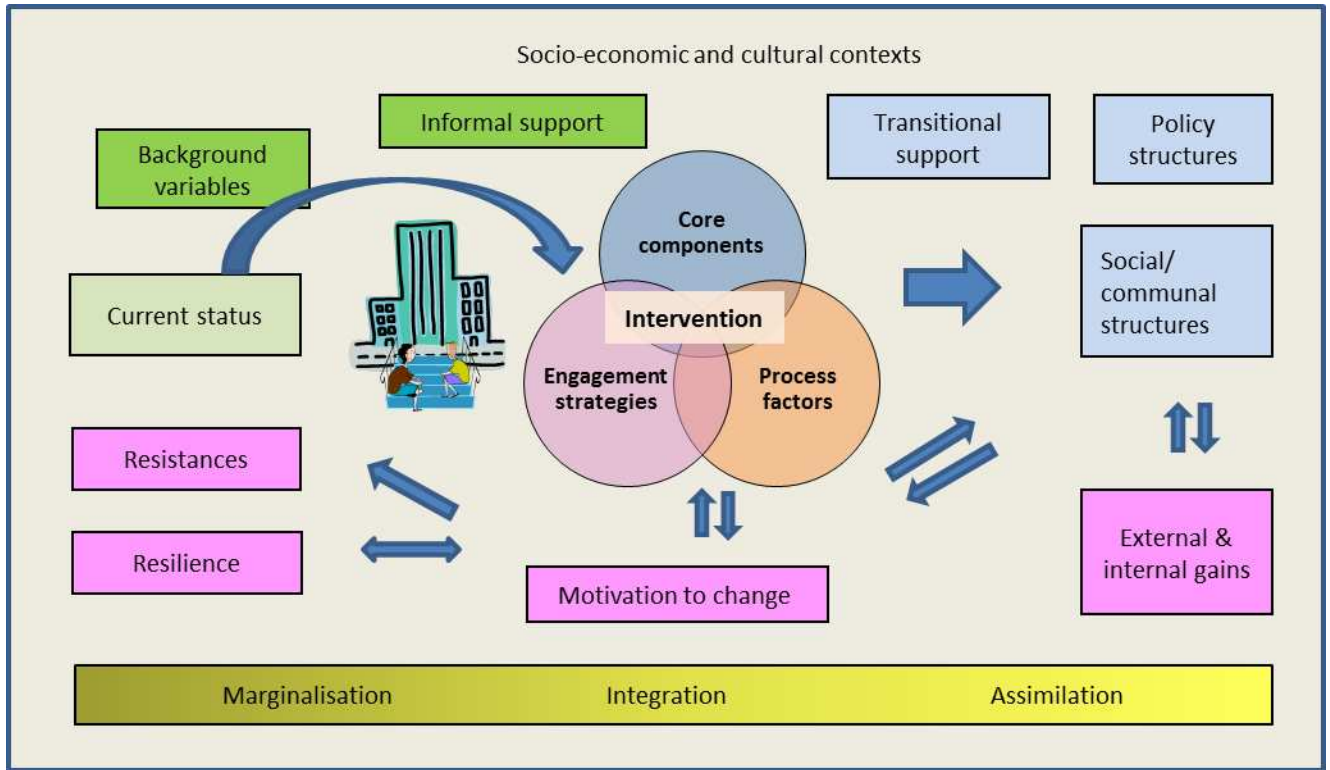 Socio-economic and cultural contexts
Informal support
Transitional
support
Policy
structures
Background
variables
Core
components
Current status
Social/
communal
structures
Intervention
Engagement
strategies
Process
factors
Resistances
Resilience
Motivation to change
External &
internal gains
Marginalisation
Integration
Assimilation